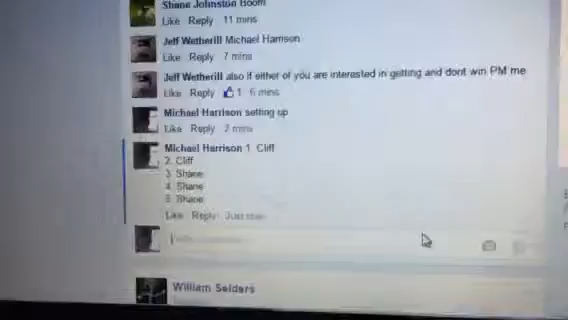 Shane Johnston Boom
Like Reply 11 mins
Jeff Wetherill Michael Harrison
Like Reply 7 mins
Jeff Wetherill also if either of you are interested in getting and dont win PM me
Like Reply 1 6 mins
Michael Harrison setting up
Like Reply 2 mins
Michael Harrison 1. Cliff
2. Cliff
3. Shane
4. Shane
5. Shane
Like Reply Just now
William Selders